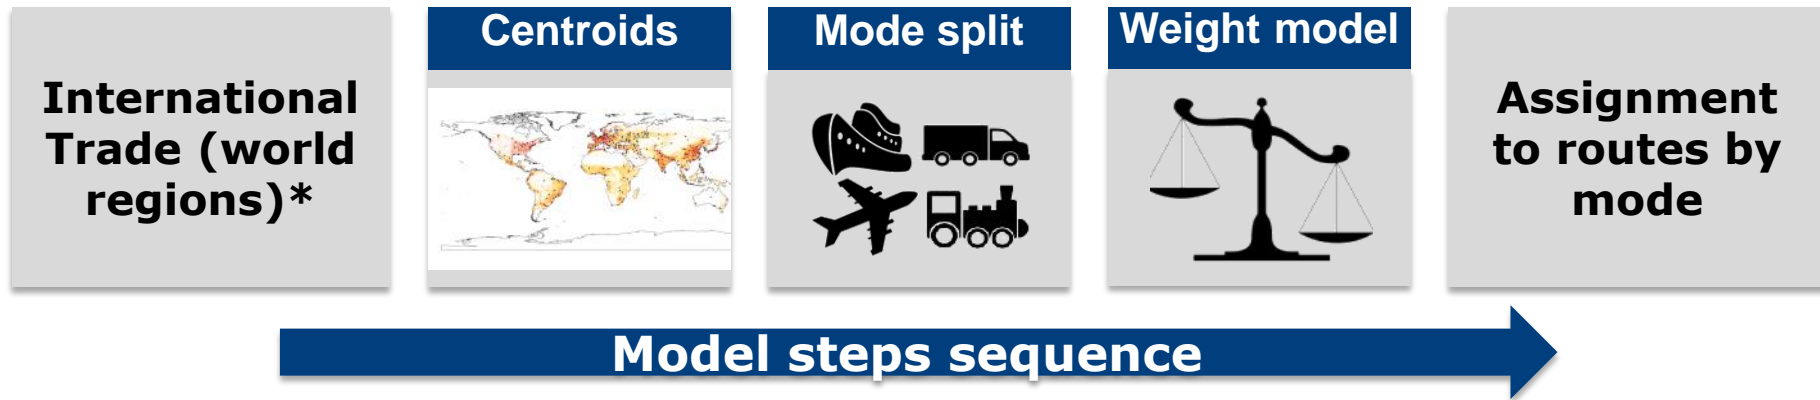 International
Trade (world
regions)*
Centroids
Mode split
Weight model
Assignment
to routes by
mode
Model steps sequence